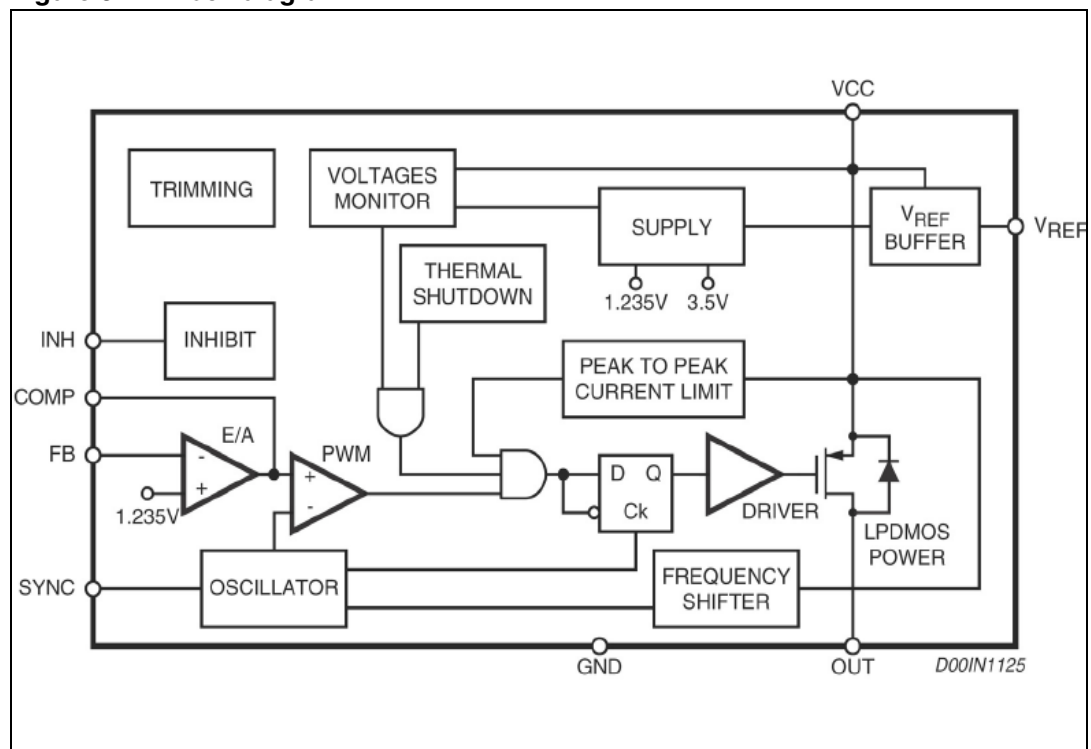 VCC
TRIMMING
VOLTAGES
MONITOR
SUPPLY
VREF
BUFFER
VREF
THERMAL
SHUTDOWN
1.235V
3.5V
INH
INHIBIT
PEAK TO PEAK
CURRENT LIMIT
COMP
E/A
FB
-
+
1.235V
PWM
+
-
D Q
Ck
DRIVER
LPDMOS
POWER
SYNC
OSCILLATOR
FREQUENCY
SHIFTER
GND
OUT
D00IN1125